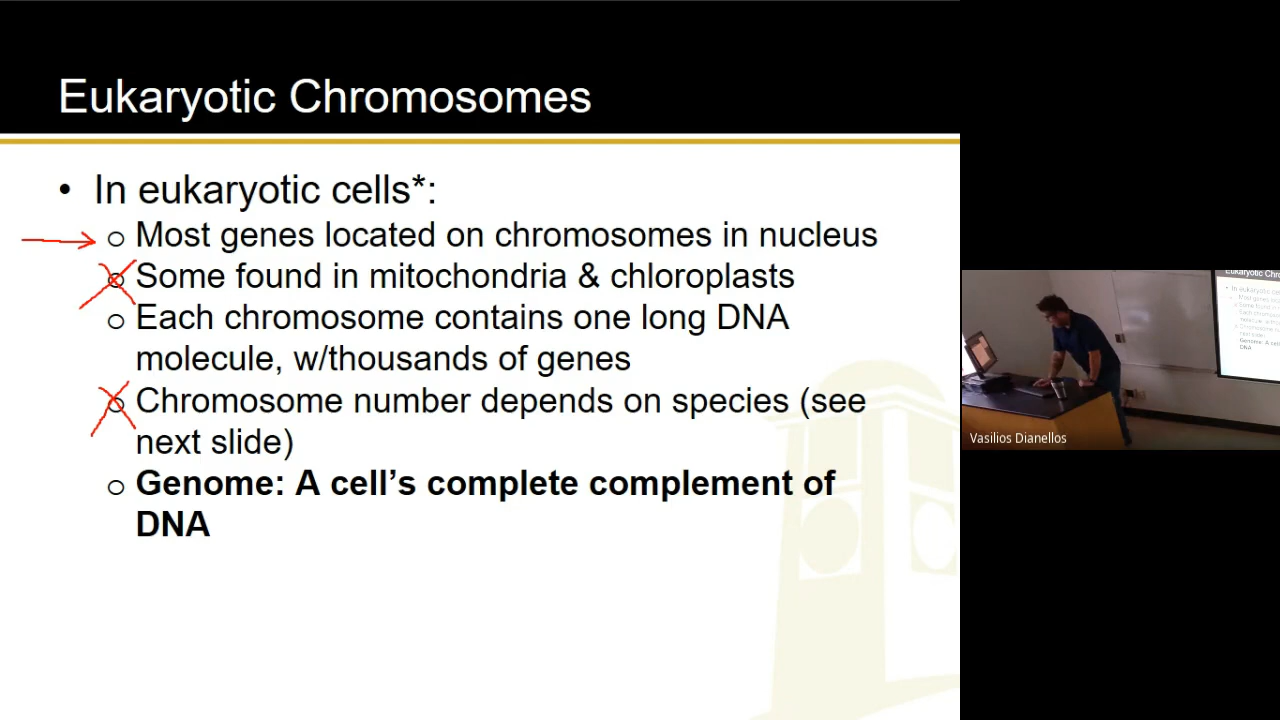 Eukaryotic Chromosomes
• In eukaryotic cells*:
o Most genes located on chromosomes in nucleus
o Some found in mitochondria & chloroplasts
o Each chromosome contains one long DNA
molecule, w/thousands of genes
o Chromosome number depends on species (see
next slide)
o Genome: A cell's complete complement of
DNA
Vasilios Dianellos